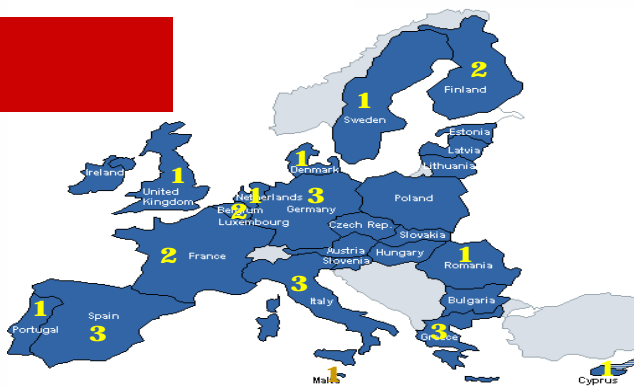 2
Finland
1
Sweden
Estonia
Latvia
Lithuania
1
Denmark
Ireland
1
United
Kingdom
1
Netherlands
3
Germany
2
Belgium
Luxembourg
Poland
Czech Rep.
Slovakia
Austria
Hungary
Slovenia
1
Romania
2
France
3
Italy
Bulgaria
1
Portugal
Spain
3
3
Greece
1
Malta
1
Cyprus